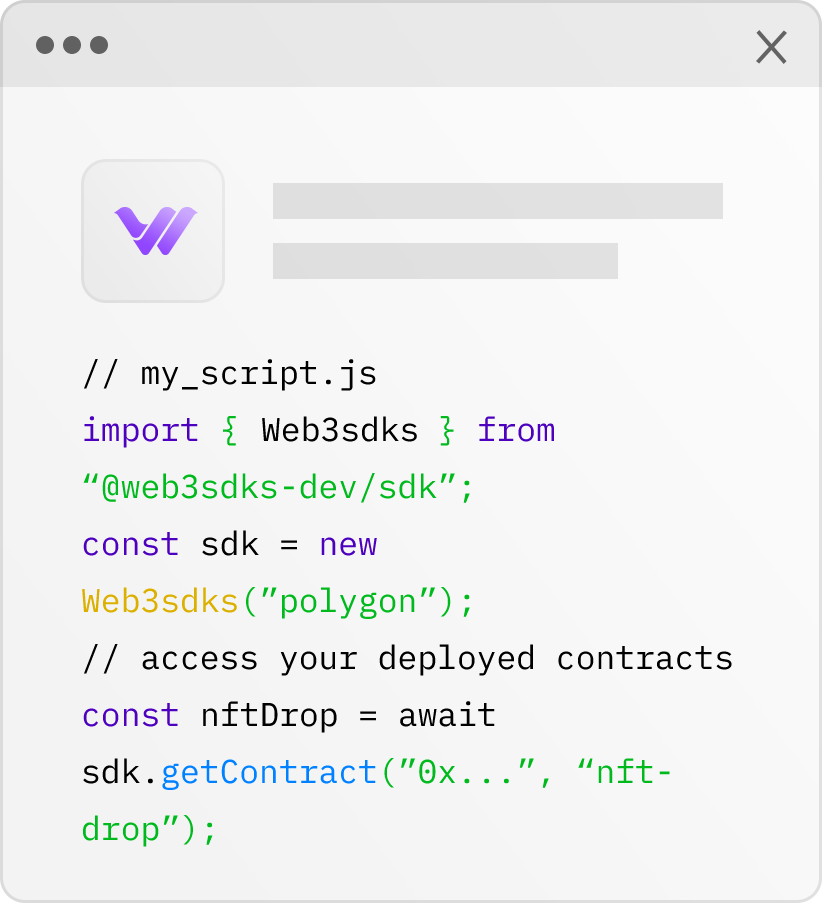 // my_script.js
import { Web3sdks } from
“@web3sdks-dev/sdk”;
const sdk = new
Web3sdks(”polygon”);
// access your deployed contracts
const nftDrop = await
sdk.getContract(”0x...”, “nft-
drop”);